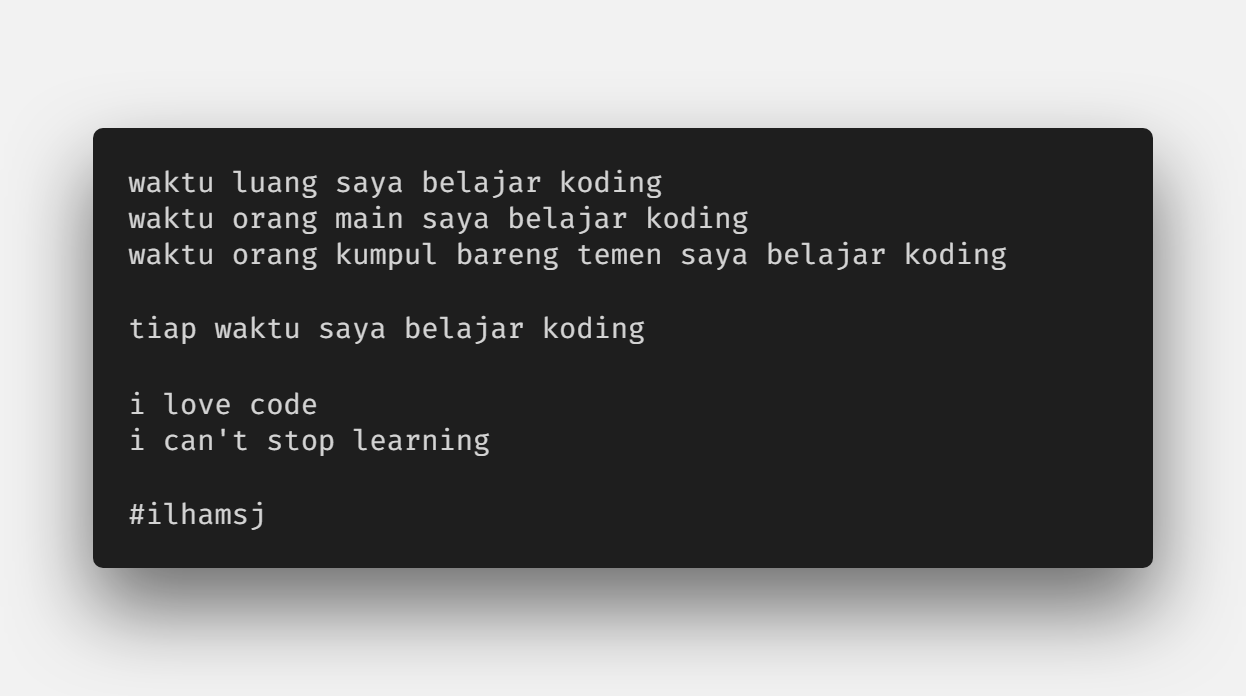 waktu luang saya belajar koding
waktu orang main saya belajar koding
waktu orang kumpul bareng temen saya belajar koding
tiap waktu saya belajar koding
i love code
i can't stop learning
#ilhamsj